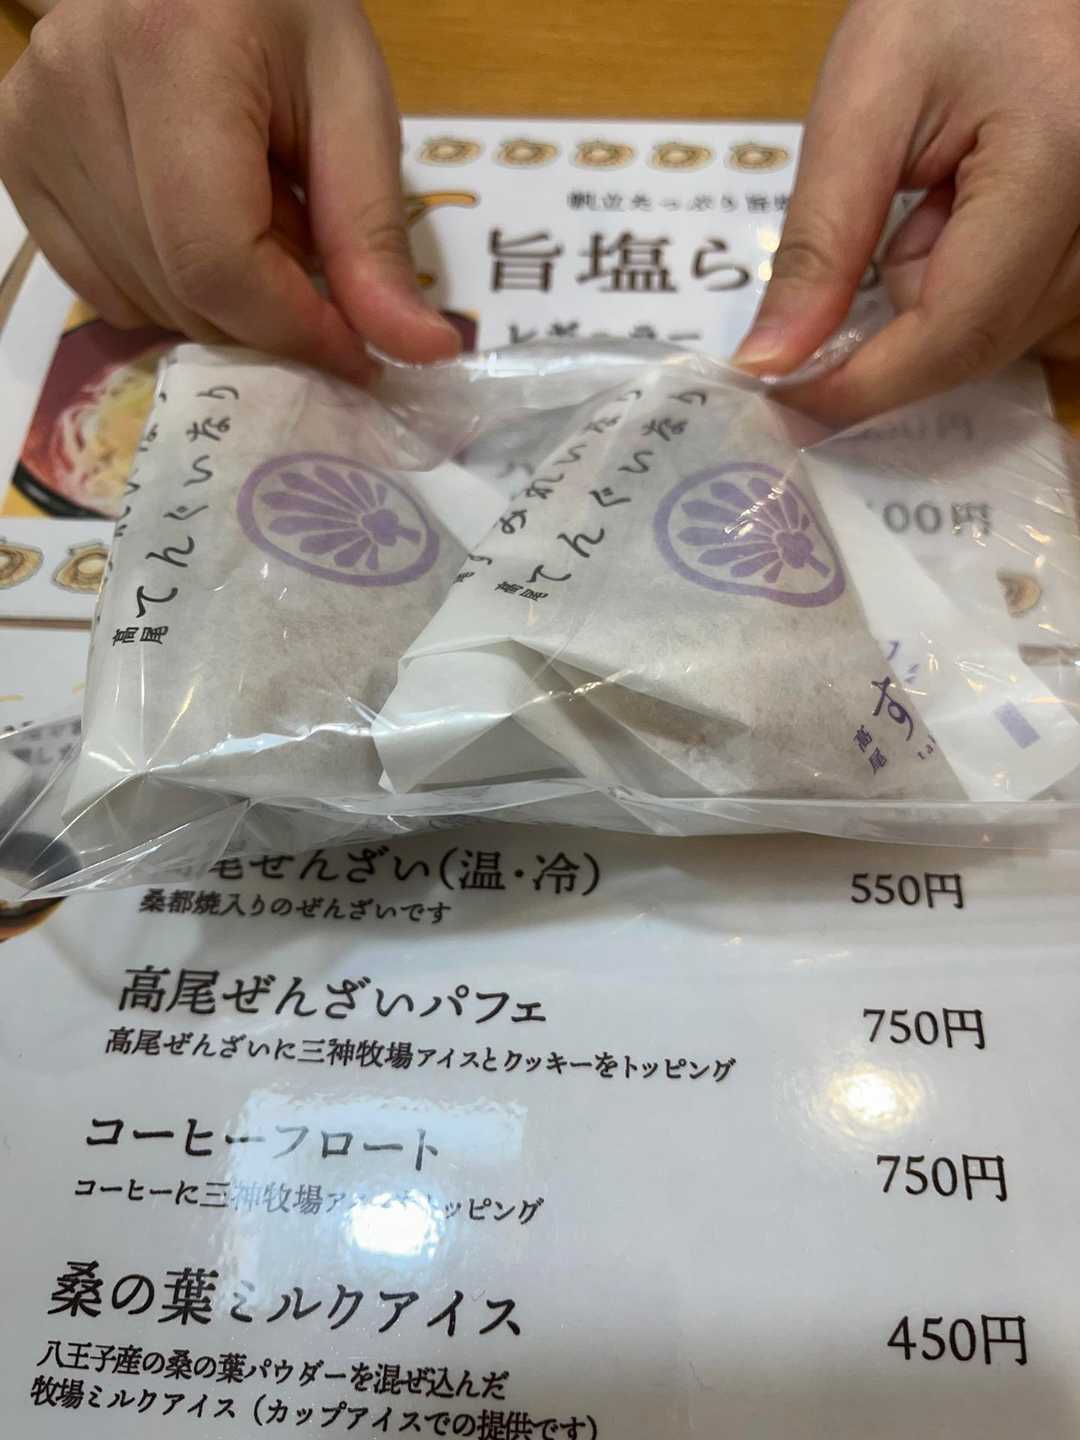 旨塩ら
高尾
てんぐいなり
高尾
てんぐいなり
高尾
す
00円
尾ぜんざい(温・冷)
550円
桑都焼入りのぜんざいです
高尾ぜんざいパフェ
750円
高尾ぜんざいに三神牧場アイスとクッキーをトッピング
コーヒーフロート
750円
コーヒーに三神牧場ア トッピング
桑の葉ミルクアイス
450円
八王子産の桑の葉パウダーを混ぜ込んだ
牧場ミルクアイス(カップアイスでの提供です)